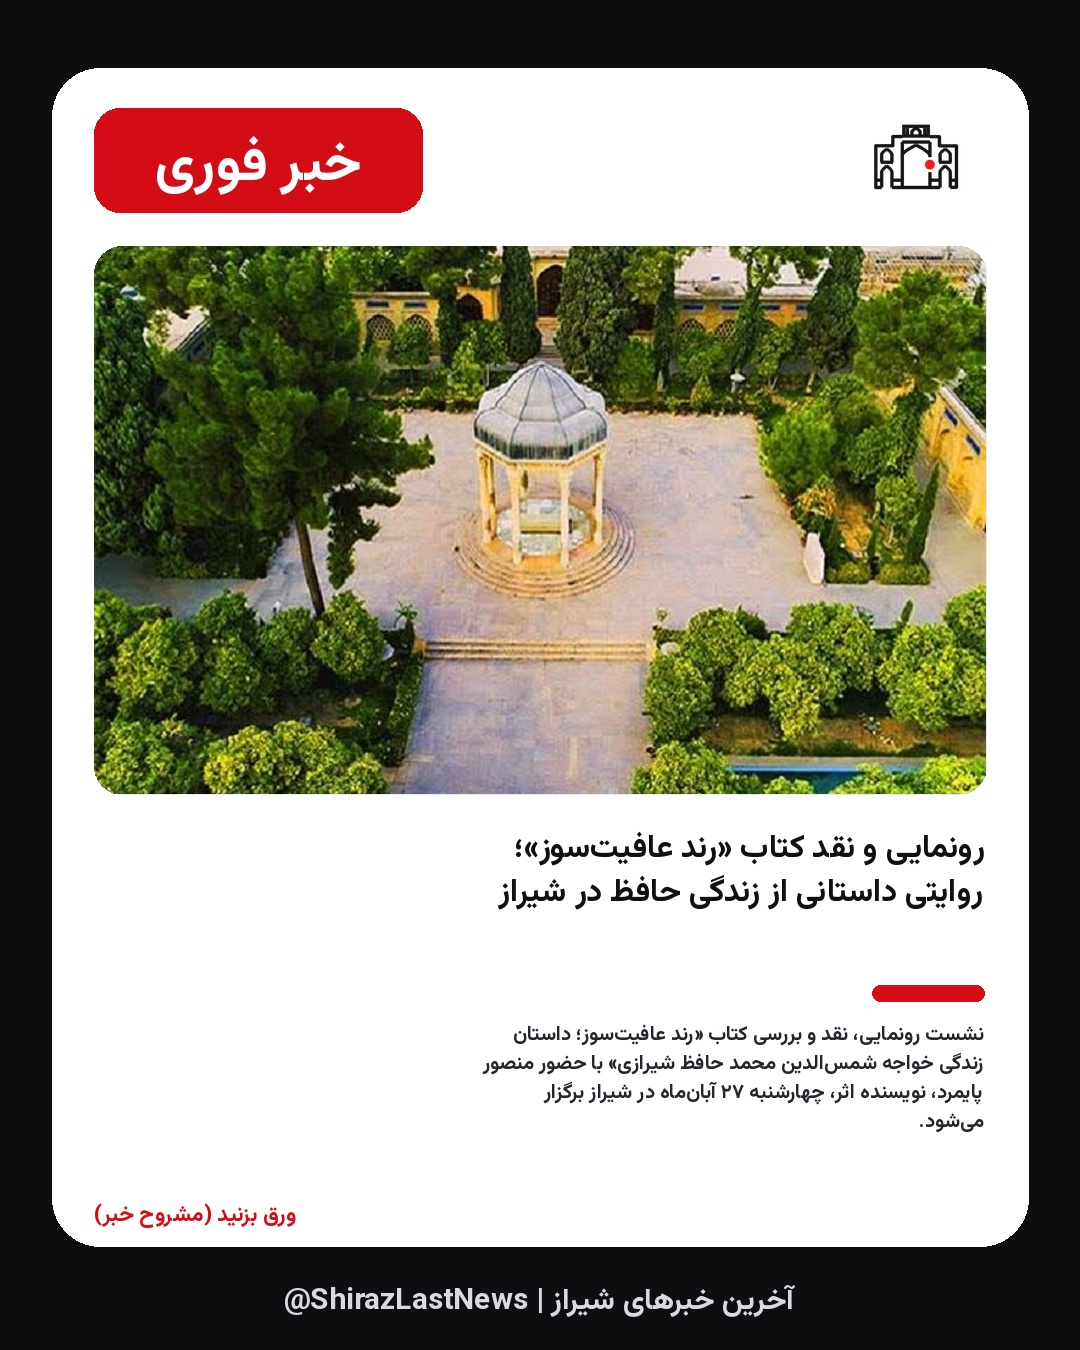 خبر فوری
رونمایی و نقد کتاب «رند عافیت‌سوز»؛
روایتی داستانی از زندگی حافظ در شیراز
نشست رونمایی، نقد و بررسی کتاب «رند عافیت‌سوز؛ داستان
زندگی خواجه شمس‌الدین محمد حافظ شیرازی» با حضور منصور
پایمرد، نویسنده اثر، چهارشنبه ۲۷ آبان‌ماه در شیراز برگزار
می‌شود.
ورق بزنید (مشروح خبر)
آخرین خبرهای شیراز | @ShirazLastNews